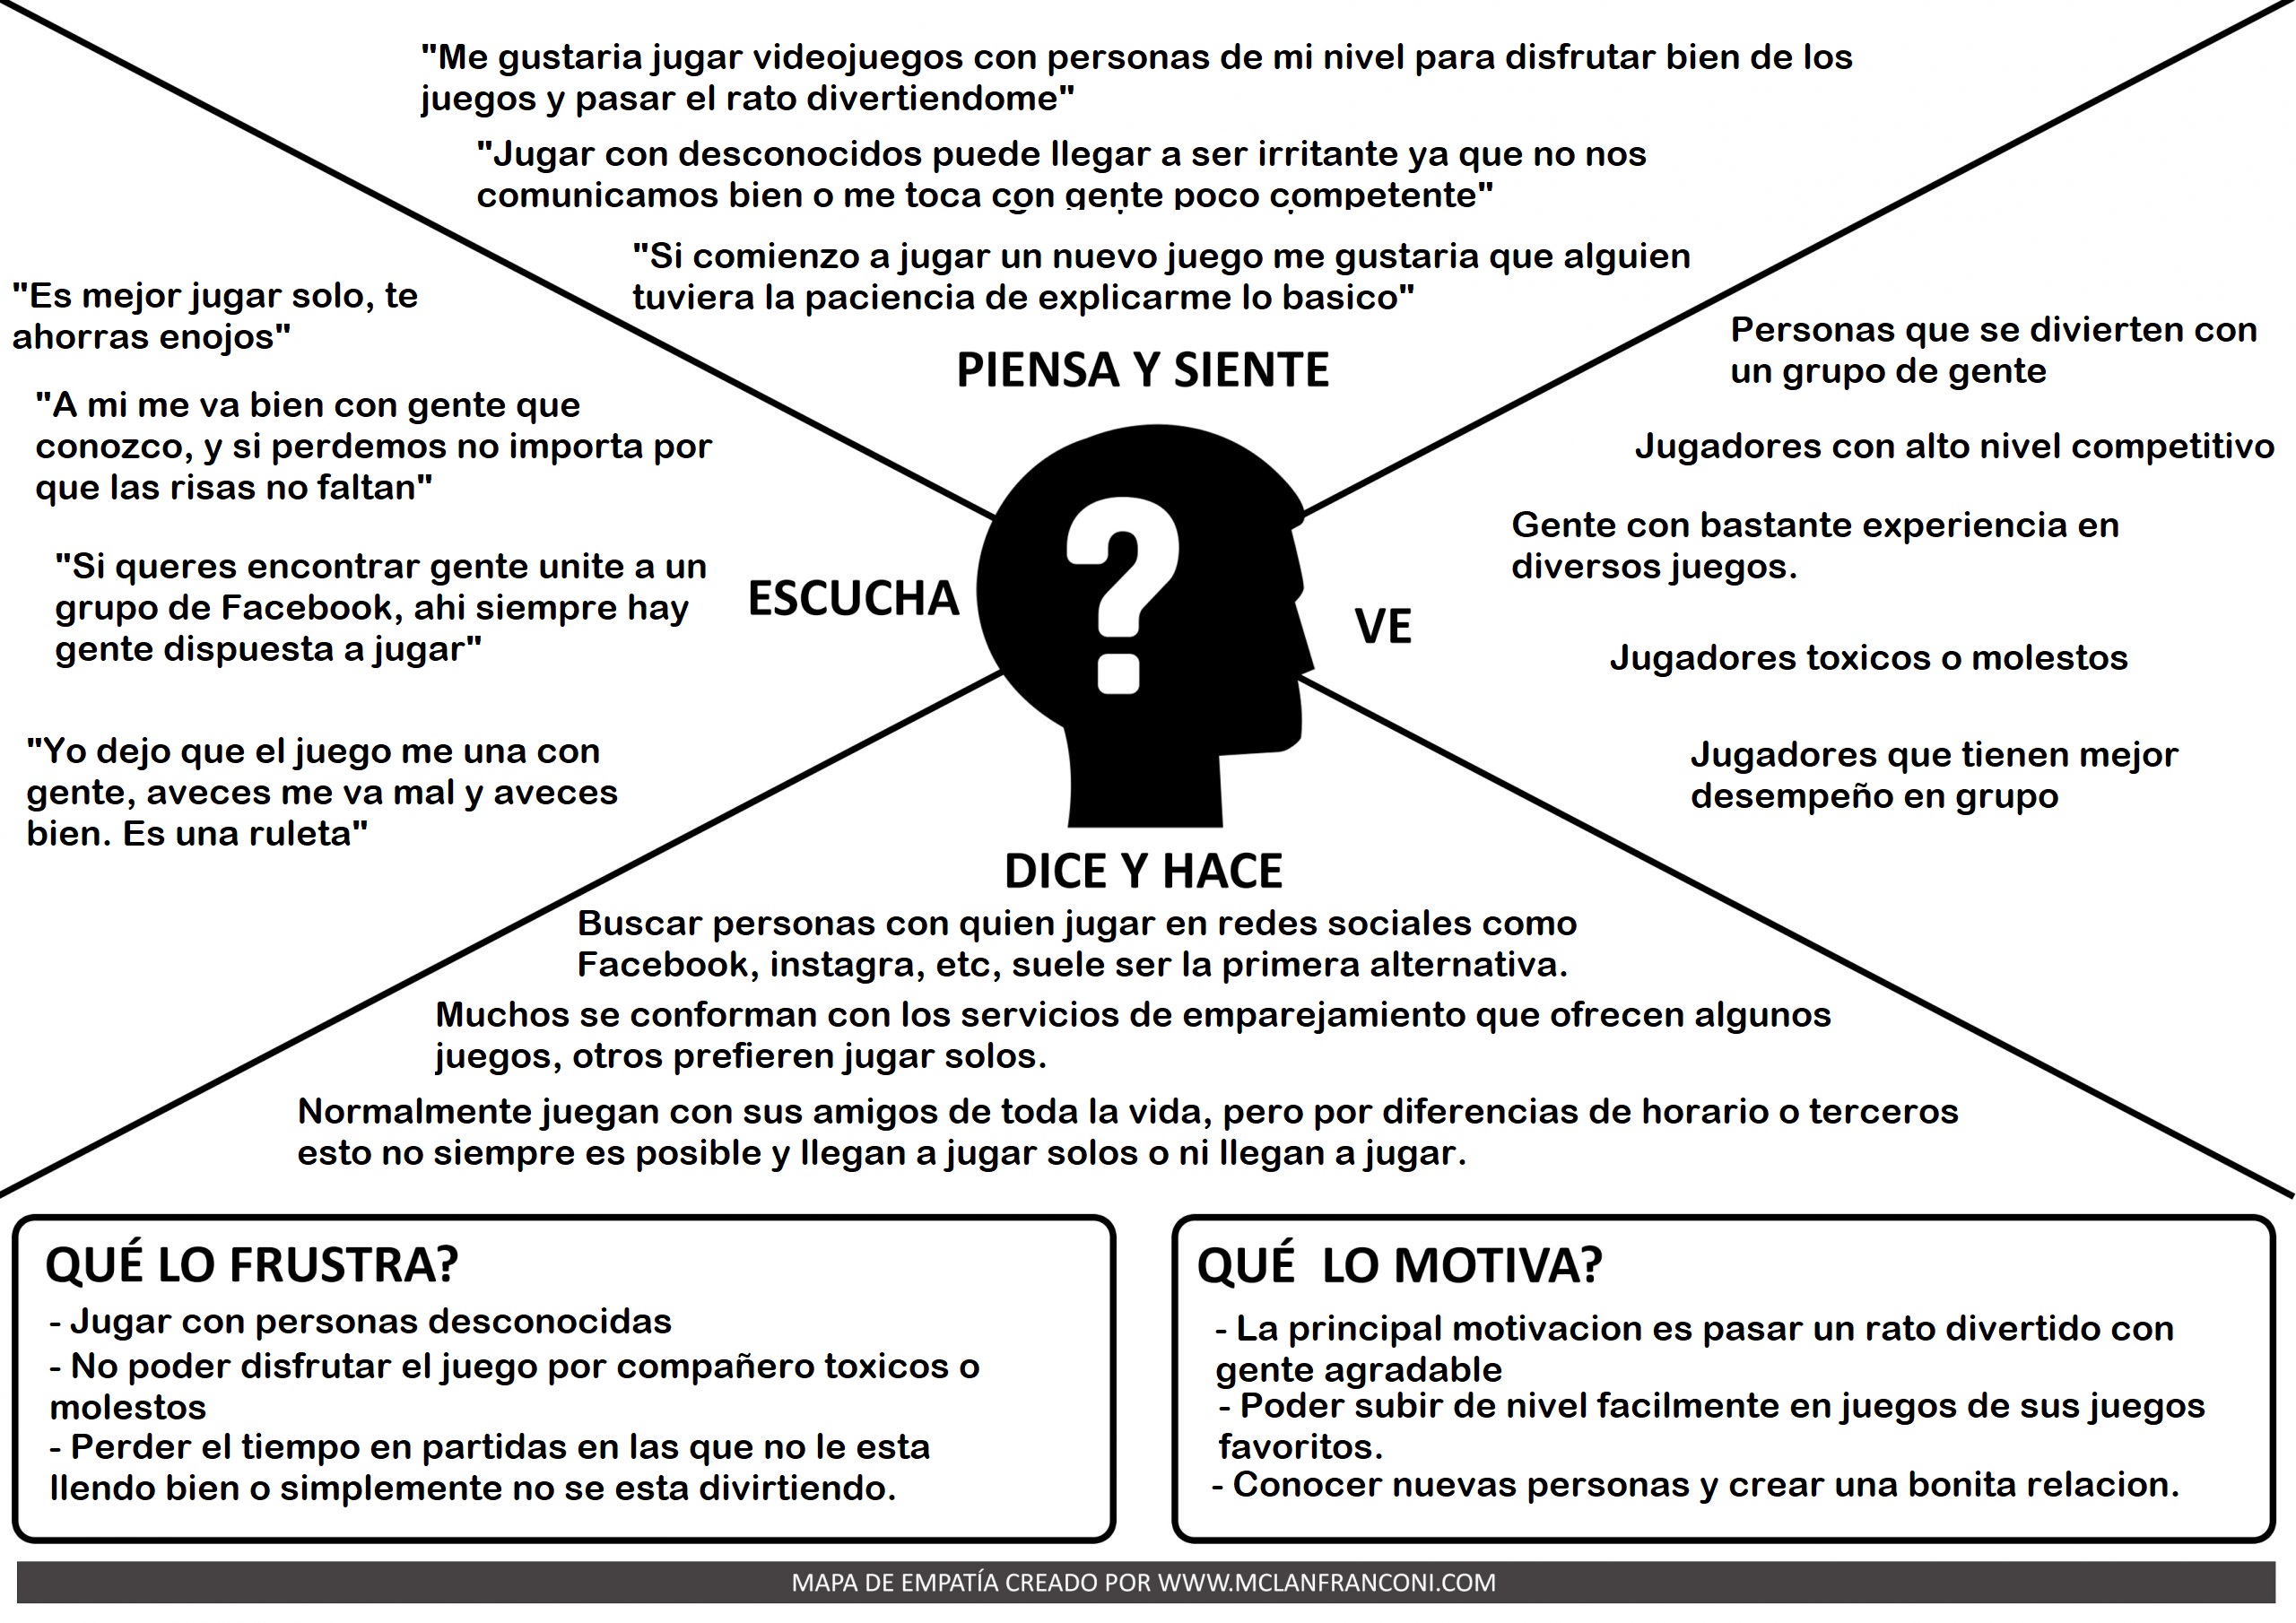 "Me gustaria jugar videojuegos con personas de mi nivel para disfrutar bien de los
juegos y pasar el rato divertiendome"
"Jugar con desconocidos puede llegar a ser irritante ya que no nos
comunicamos bien o me toca con gente poco competente"
"Si comienzo a jugar un nuevo juego me gustaria que alguien
tuviera la paciencia de explicarme lo basico"
PIENSA Y SIENTE
"Es mejor jugar solo, te
ahorras enojos"
"A mi me va bien con gente que
conozco, y si perdemos no importa por
que las risas no faltan"
"Si queres encontrar gente unite a un
grupo de Facebook, ahi siempre hay
gente dispuesta a jugar"
"Yo dejo que el juego me una con
gente, aveces me va mal y aveces
bien. Es una ruleta"
ESCUCHA
?
VE
Personas que se divierten con
un grupo de gente
Jugadores con alto nivel competitivo
Gente con bastante experiencia en
diversos juegos.
Jugadores toxicos o molestos
Jugadores que tienen mejor
desempeño en grupo
DICE Y HACE
Buscar personas con quien jugar en redes sociales como
Facebook, instagra, etc, suele ser la primera alternativa.
Muchos se conforman con los servicios de emparejamiento que ofrecen algunos
juegos, otros prefieren jugar solos.
Normalmente juegan con sus amigos de toda la vida, pero por diferencias de horario o terceros
esto no siempre es posible y llegan a jugar solos o ni llegan a jugar.
QUÉ LO FRUSTRA?
- Jugar con personas desconocidas
- No poder disfrutar el juego por compañero toxicos o
molestos
- Perder el tiempo en partidas en las que no le esta
llendo bien o simplemente no se esta divirtiendo.
QUÉ LO MOTIVA?
- La principal motivacion es pasar un rato divertido con
gente agradable
- Poder subir de nivel facilmente en juegos de sus juegos
favoritos.
- Conocer nuevas personas y crear una bonita relacion.
MAPA DE EMPATÍA CREADO POR WWW.MCLANFRANCONI.COM